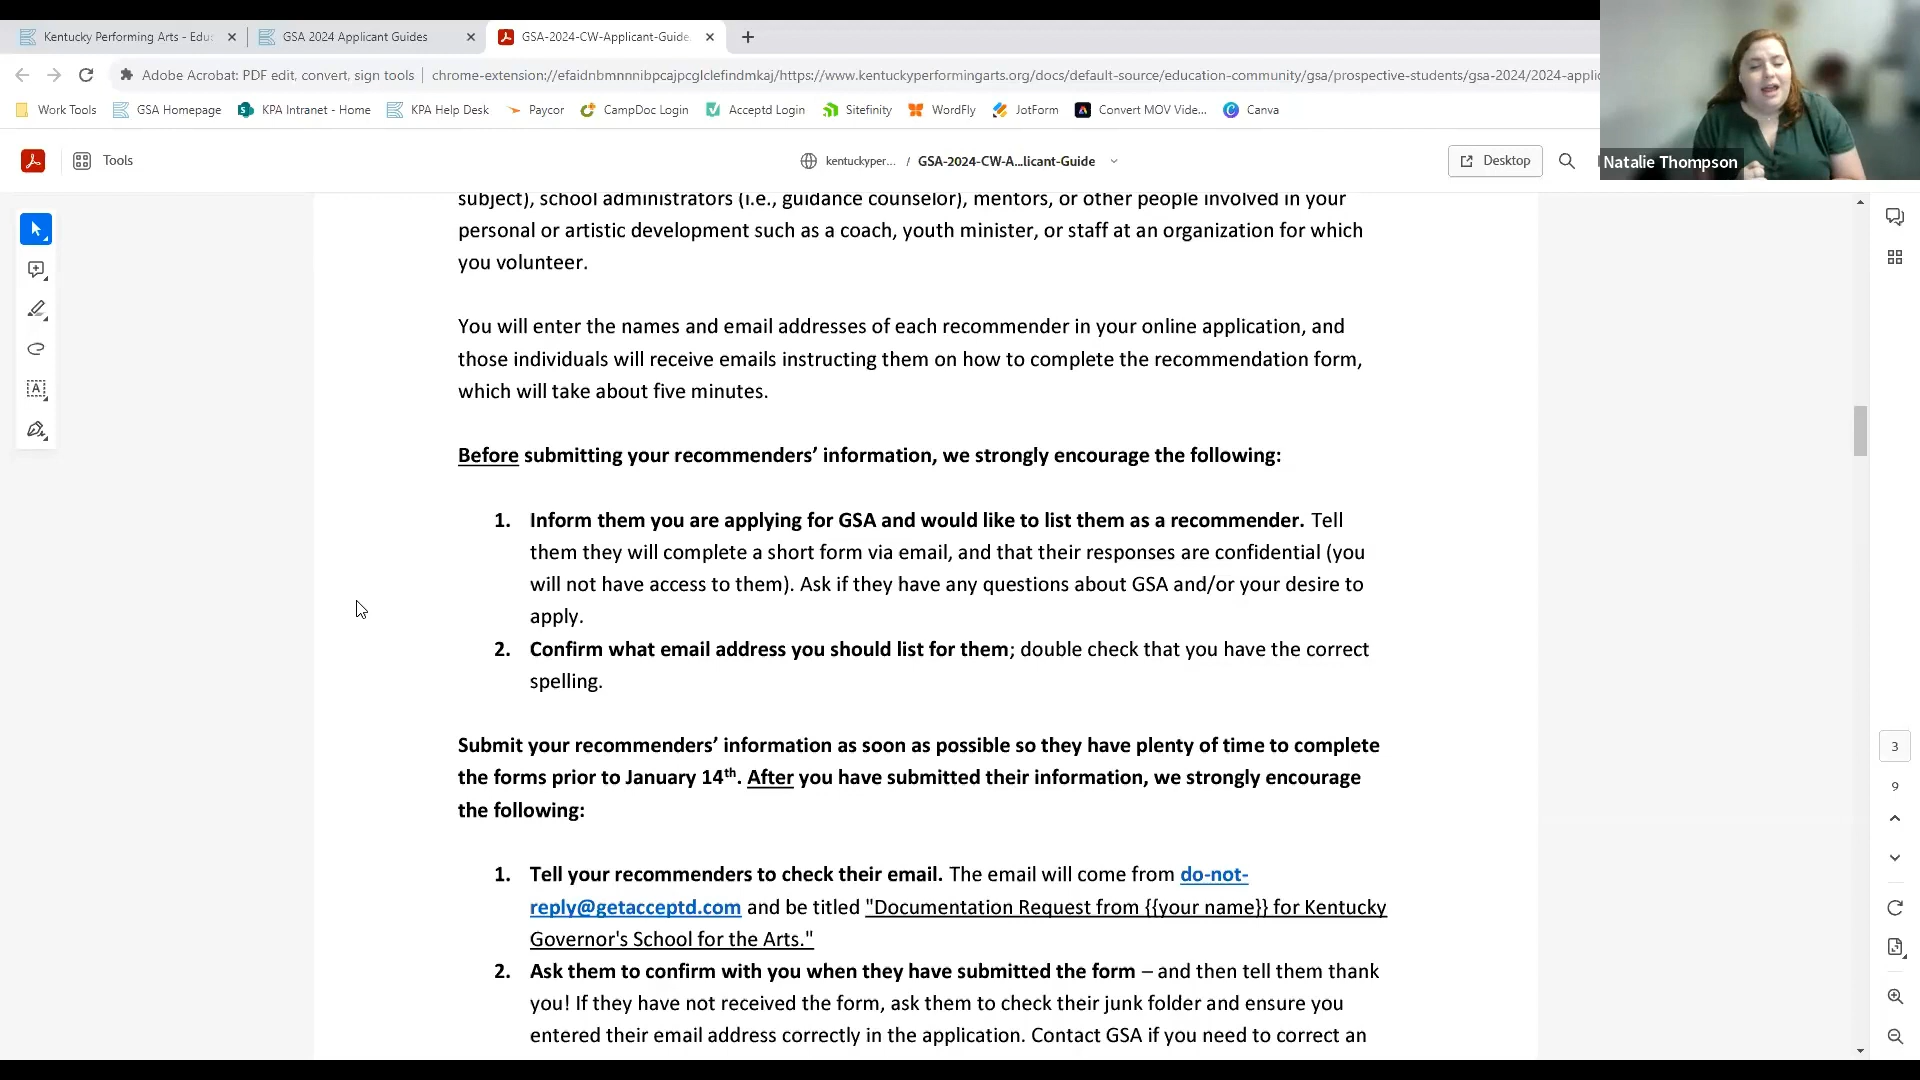 Kentucky Performing Arts - Edu
GSA 2024 Applicant Guides
GSA-2024-CW-Applicant-Guide
Adobe Acrobat: PDF edit, convert, sign tools
chrome-extension://efaidnbmnnnibpcajpcglclefindmkaj/https://www.kentuckyperformingarts.org/docs/default-source/education-community/gsa/prospective-students/gsa-2024/2024-applic
Work Tools
GSA Homepage
KPA Intranet - Home
KPA Help Desk
Paycor
CampDoc Login
Acceptd Login
Sitefinity
WordFly
JotForm
Convert MOV Vide...
Canva
Natalie Thompson
Tools
kentuckyper... / GSA-2024-CW-A...licant-Guide
Desktop
subject), school administrators (i.e., guidance counselor), mentors, or other people involved in your
personal or artistic development such as a coach, youth minister, or staff at an organization for which
you volunteer.
You will enter the names and email addresses of each recommender in your online application, and
those individuals will receive emails instructing them on how to complete the recommendation form,
which will take about five minutes.
Before submitting your recommenders’ information, we strongly encourage the following:
1. Inform them you are applying for GSA and would like to list them as a recommender. Tell
them they will complete a short form via email, and that their responses are confidential (you
will not have access to them). Ask if they have any questions about GSA and/or your desire to
apply.
2. Confirm what email address you should list for them; double check that you have the correct
spelling.
Submit your recommenders’ information as soon as possible so they have plenty of time to complete
the forms prior to January 14th. After you have submitted their information, we strongly encourage
the following:
1. Tell your recommenders to check their email. The email will come from do-not-
reply@getacceptd.com and be titled "Documentation Request from {{your name}} for Kentucky
Governor's School for the Arts."
2. Ask them to confirm with you when they have submitted the form – and then tell them thank
you! If they have not received the form, ask them to check their junk folder and ensure you
entered their email address correctly in the application. Contact GSA if you need to correct an
3
9